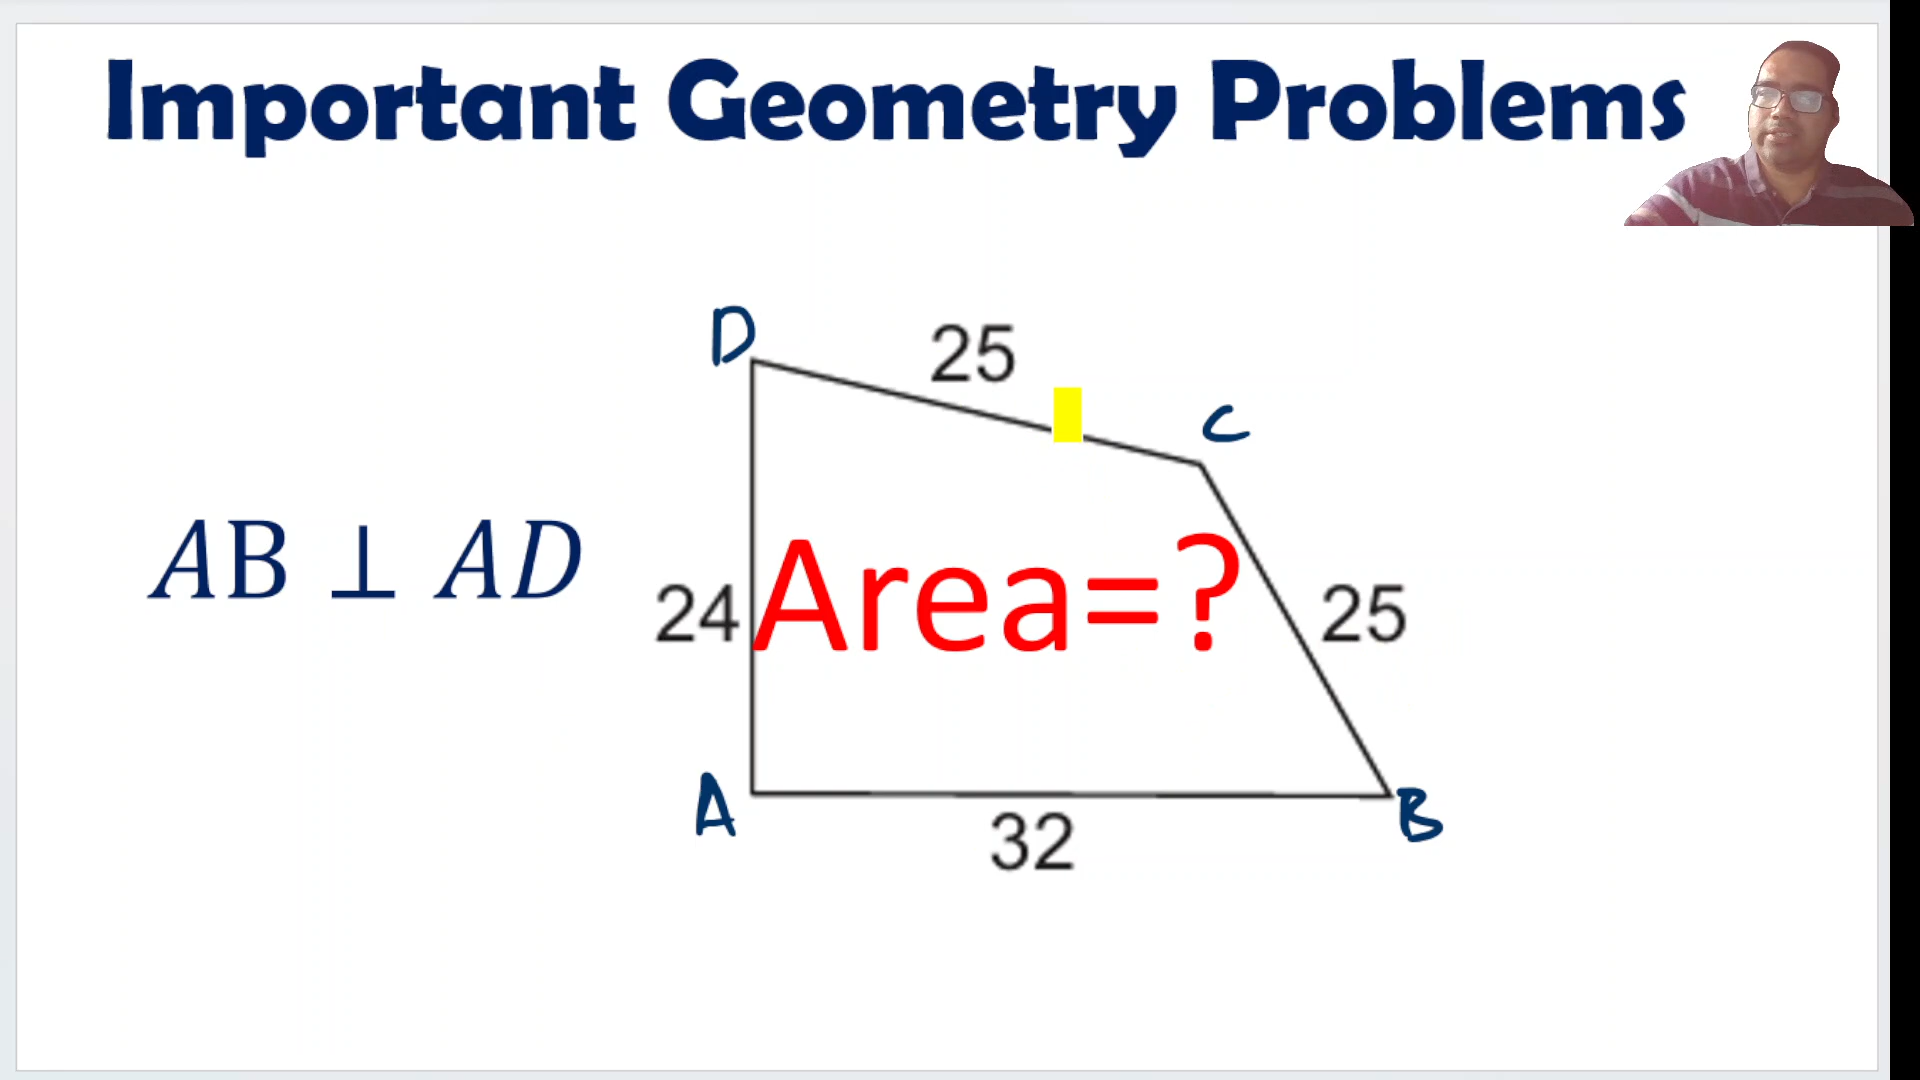 Important Geometry Problems
D
25
C
AB ⊥ AD
24
Area=?
25
A
B
32